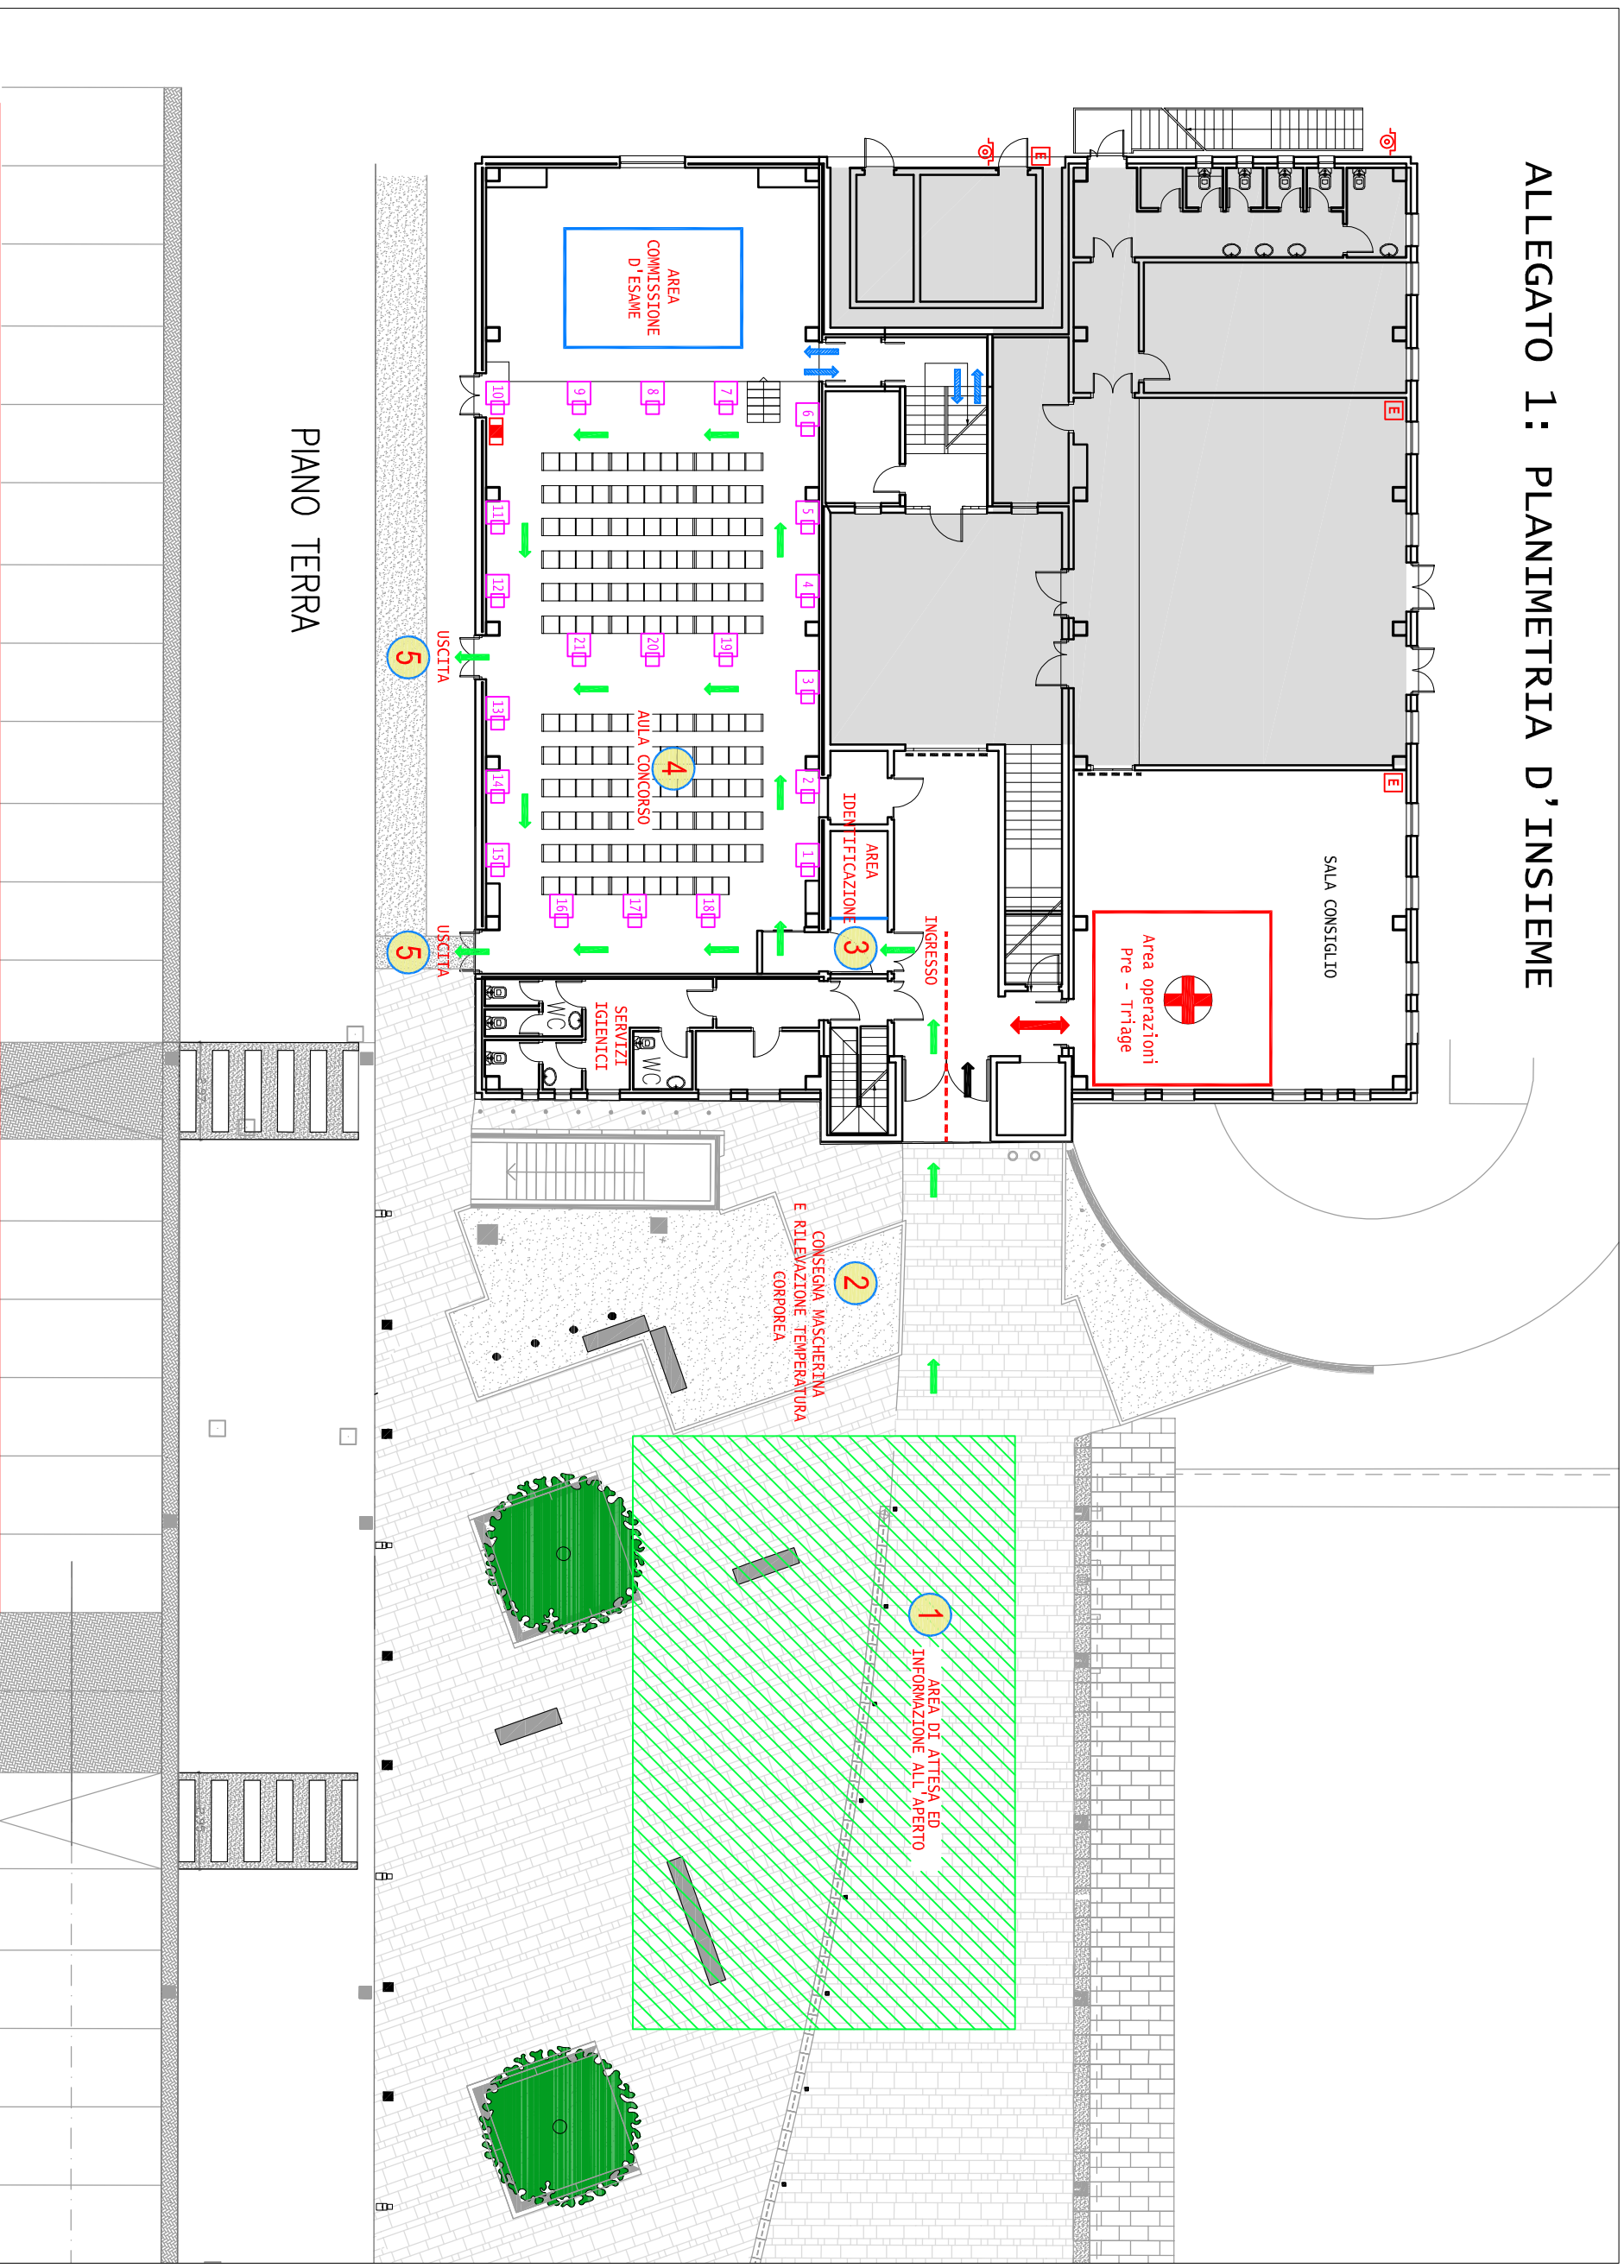 ALLEGATO 1: PLANIMETRIA D'INSIEME
SALA CONSIGLIO
Area operazioni
Pre - Triage
E
E
E
INGRESSO
AREA
IDENTIFICAZIONE
3
AREA
COMMISSIONE
D'ESAME
6
5
4
3
2
1
7
8
9
10
19
20
21
18
17
16
11
12
13
14
15
4
AULA CONCORSO
SERVIZI
IGIENICI
WC
WC
USCITA
5
USCITA
5
PIANO TERRA
2
CONSEGNA MASCHERINA
E RILEVAZIONE TEMPERATURA
CORPOREA
1
AREA DI ATTESA ED
INFORMAZIONE ALL'APERTO